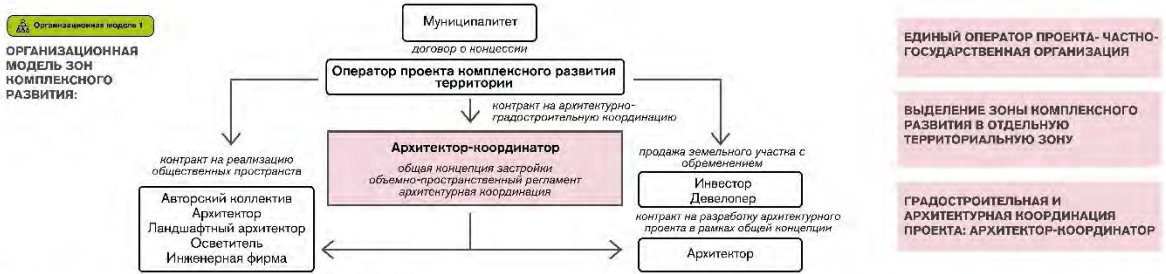 Организационная модель 1
ОРГАНИЗАЦИОННАЯ
МОДЕЛЬ ЗОН
КОМПЛЕКСНОГО
РАЗВИТИЯ:
Муниципалитет
договор о концессии
Оператор проекта комплексного развития
территории
контракт на архитектурно-
градостроительную координацию
Архитектор-координатор
общая концепция застройки
объемно-пространственный регламент
архитектурная координация
контракт на реализацию
общественных пространств
Авторский коллектив
Архитектор
Ландшафтный архитектор
Осветитель
Инженерная фирма
продажа земельного участка с
обременением
Инвестор
Девелопер
контракт на разработку архитектурного
проекта в рамках общей концепции
Архитектор
ЕДИНЫЙ ОПЕРАТОР ПРОЕКТА- ЧАСТНО-
ГОСУДАРСТВЕННАЯ ОРГАНИЗАЦИЯ
ВЫДЕЛЕНИЕ ЗОНЫ КОМПЛЕКСНОГО
РАЗВИТИЯ В ОТДЕЛЬНУЮ
ТЕРРИТОРИАЛЬНУЮ ЗОНУ
ГРАДОСТРОИТЕЛЬНАЯ И
АРХИТЕКТУРНАЯ КООРДИНАЦИЯ
ПРОЕКТА: АРХИТЕКТОР-КООРДИНАТОР